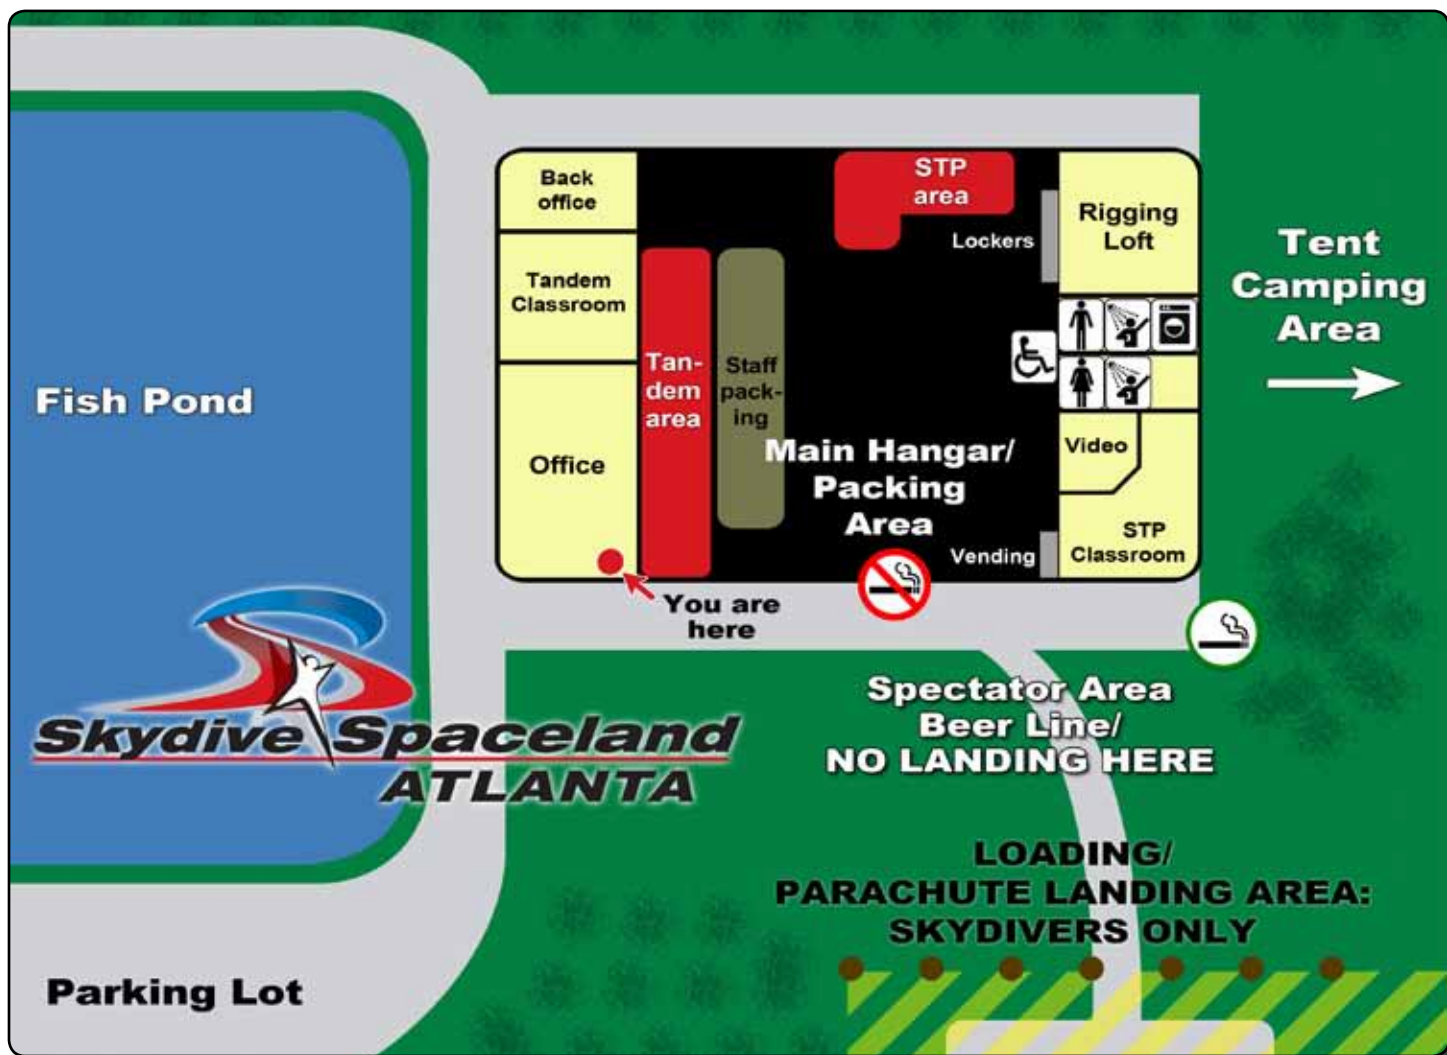 Back
office
STP
area
Rigging
Loft
Lockers
Tent
Camping
Area
Tandem
Classroom
Tan-
dem
area
Staff
pack-
ing
Fish Pond
Office
Main Hangar/
Packing
Area
Video
STP
Classroom
Vending
You are
here
Spectator Area
Beer Line/
NO LANDING HERE
Skydive Spaceland
ATLANTA
LOADING/
PARACHUTE LANDING AREA:
SKYDIVERS ONLY
Parking Lot